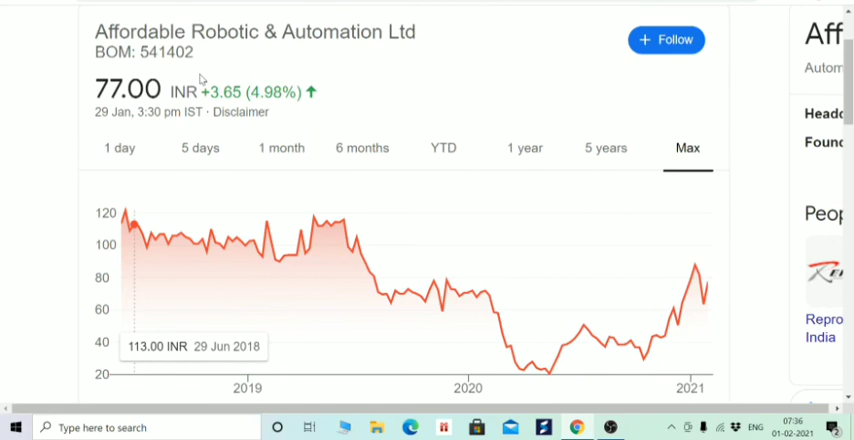 Affordable Robotic & Automation Ltd
BOM: 541402
+ Follow
77.00 INR +3.65 (4.98%) ↑
29 Jan, 3:30 pm IST · Disclaimer
1 day 5 days 1 month 6 months YTD 1 year 5 years Max
120
100
80
60
40
20
113.00 INR 29 Jun 2018
2019 2020 2021
Aff
Autom
Headq
Foun
Peop
Repro
India
Type here to search
ENG
07:36
01-02-2021
2